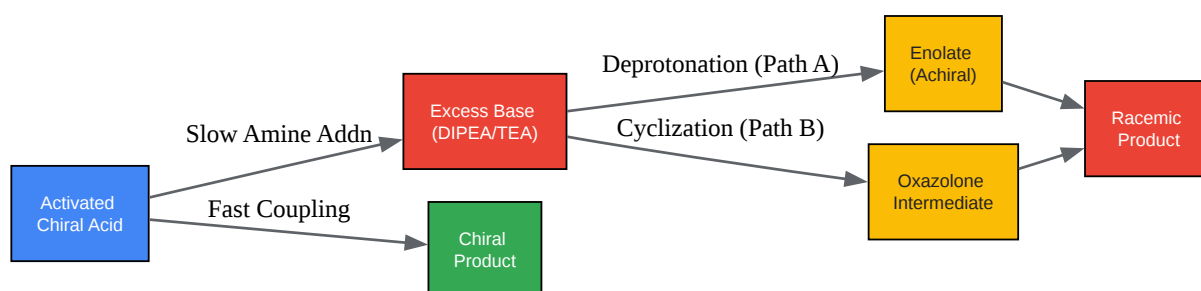 Activated
Chiral Acid
Slow Amine Addn
Fast Coupling
Excess Base
(DIPEA/TEA)
Chiral
Product
Deprotonation (Path A)
Cyclization (Path B)
Enolate
(Achiral)
Oxazolone
Intermediate
Racemic
Product